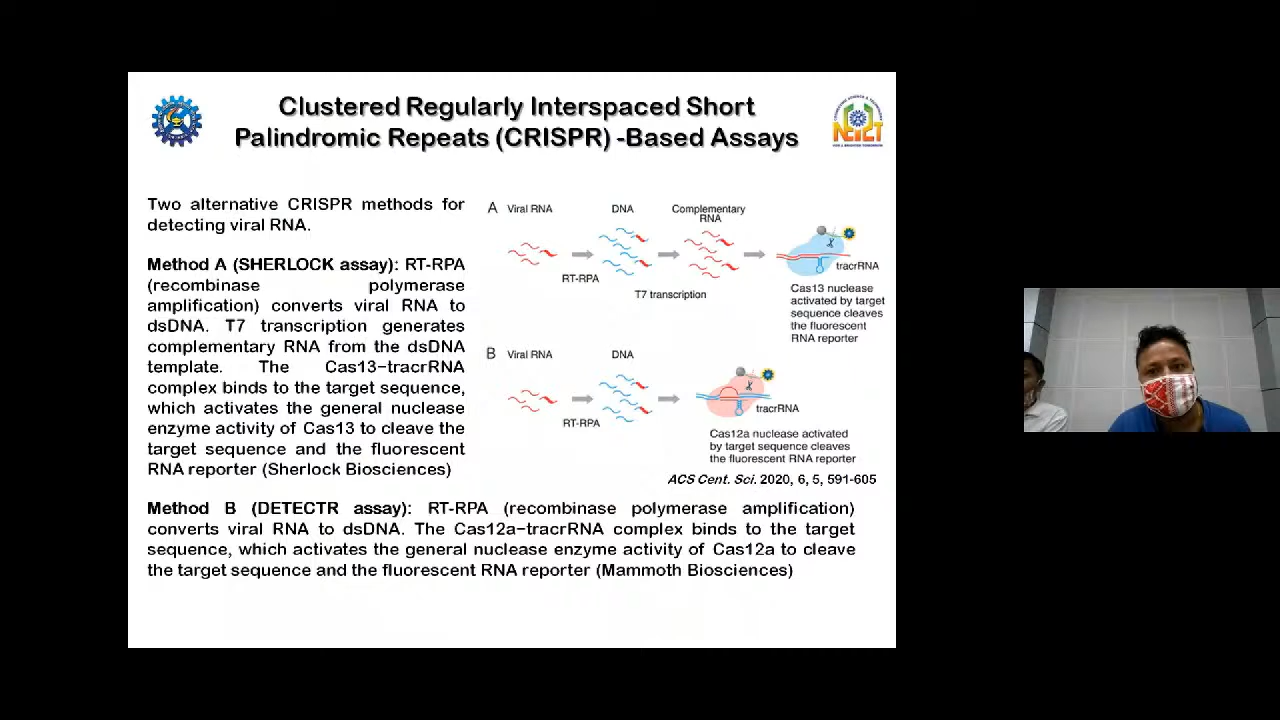 Clustered Regularly Interspaced Short
Palindromic Repeats (CRISPR) -Based Assays
NEIST
Two alternative CRISPR methods for
detecting viral RNA.
Method A (SHERLOCK assay): RT-RPA
(recombinase polymerase
amplification) converts viral RNA to
dsDNA. T7 transcription generates
complementary RNA from the dsDNA
template. The Cas13–tracrRNA
complex binds to the target sequence,
which activates the general nuclease
enzyme activity of Cas13 to cleave the
target sequence and the fluorescent
RNA reporter (Sherlock Biosciences)
A Viral RNA DNA Complementary
RNA
RT-RPA
T7 transcription
tracrRNA
Cas13 nuclease
activated by target
sequence cleaves
the fluorescent
RNA reporter
B Viral RNA DNA
RT-RPA
tracrRNA
Cas12a nuclease activated
by target sequence cleaves
the fluorescent RNA reporter
ACS Cent. Sci. 2020, 6, 5, 591-605
Method B (DETECTR assay): RT-RPA (recombinase polymerase amplification)
converts viral RNA to dsDNA. The Cas12a–tracrRNA complex binds to the target
sequence, which activates the general nuclease enzyme activity of Cas12a to cleave
the target sequence and the fluorescent RNA reporter (Mammoth Biosciences)